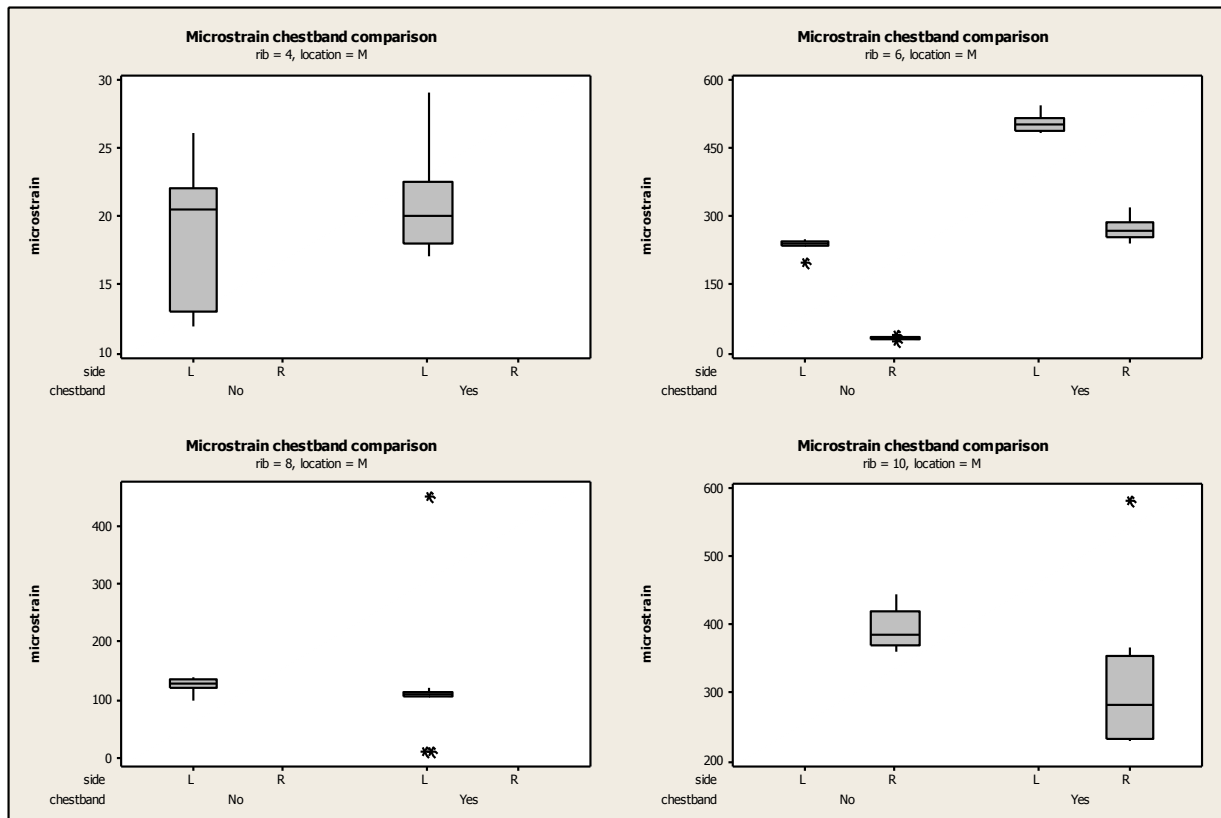 Microstrain chestband comparison
rib = 4, location = M
30
25
20
15
10
microstrain
side L R L R
chestband No Yes
Microstrain chestband comparison
rib = 6, location = M
600
450
300
150
0
microstrain
side L R L R
chestband No Yes
Microstrain chestband comparison
rib = 8, location = M
400
300
200
100
0
microstrain
side L R L R
chestband No Yes
Microstrain chestband comparison
rib = 10, location = M
600
500
400
300
200
microstrain
side L R L R
chestband No Yes